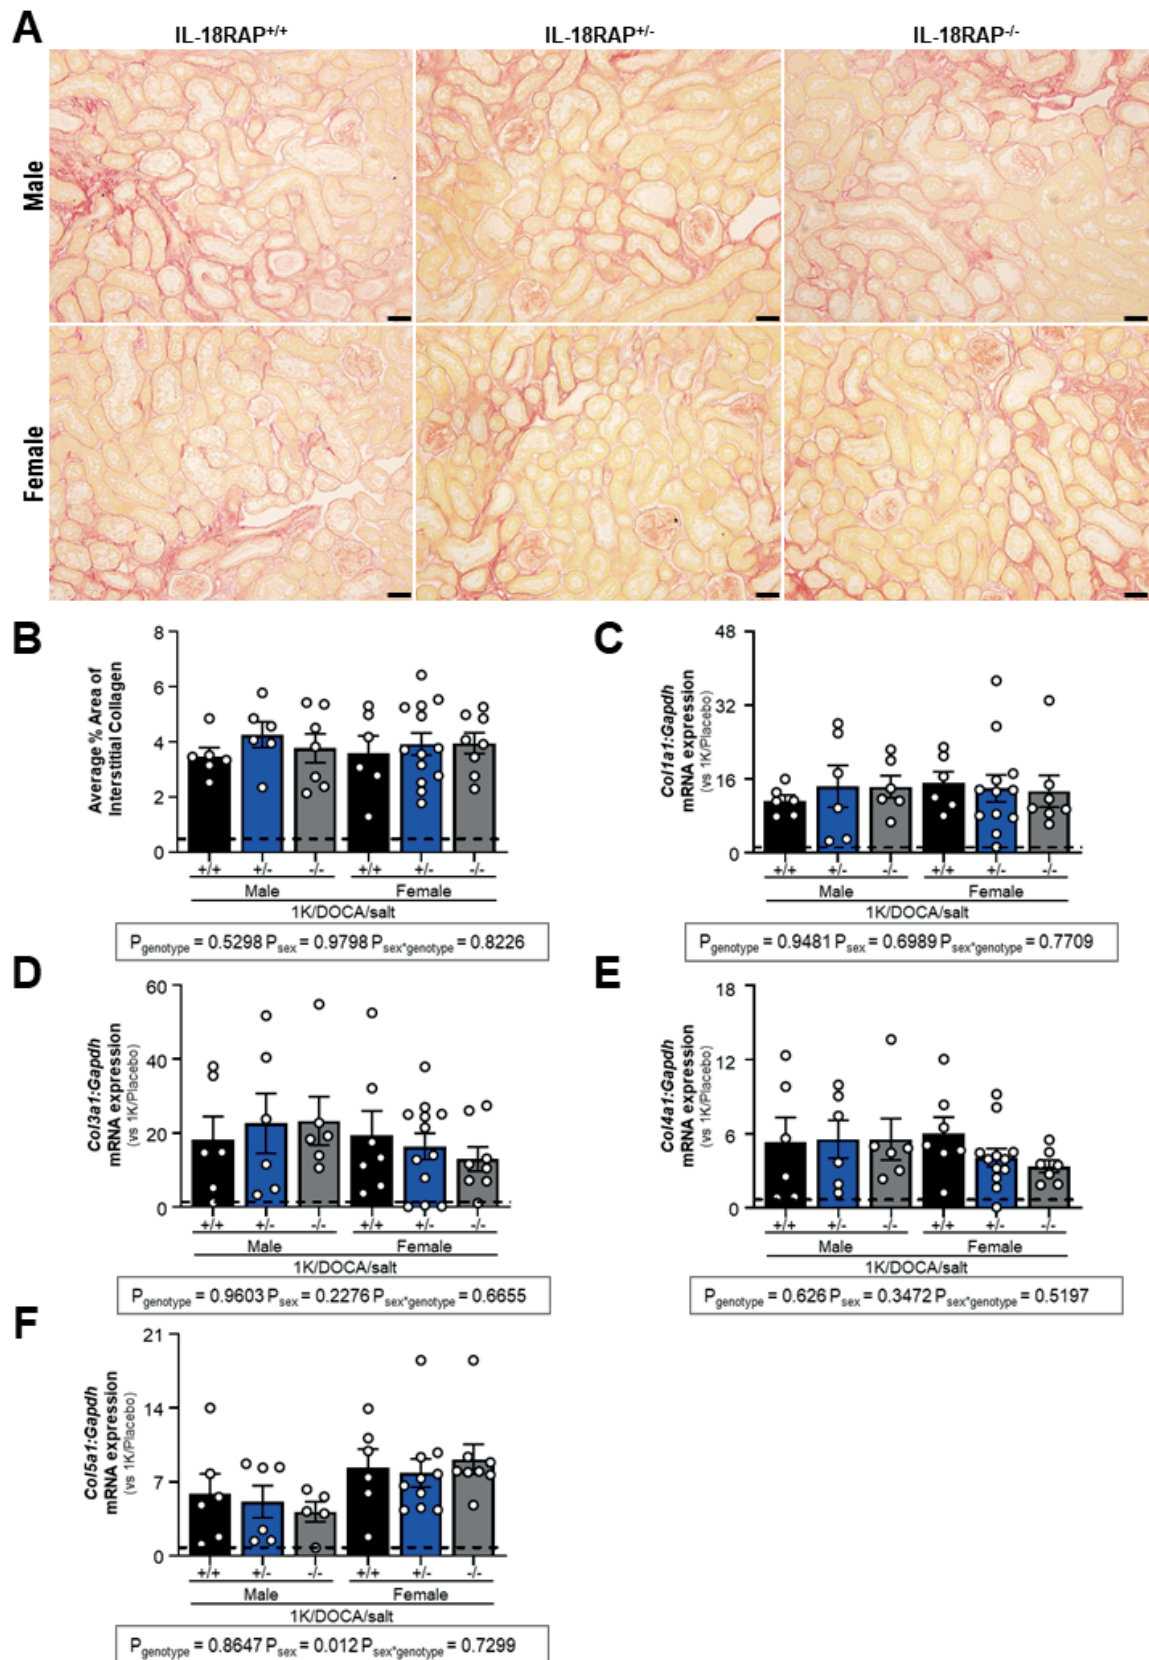 A
IL-18RAP+/+ IL-18RAP+/- IL-18RAP-/-
Male
Female
B
Average % Area of
Interstitial Collagen
8
6
4
2
0
+/+ +/- -/- +/+ +/- -/-
Male Female
1K/DOCA/salt
Pgenotype = 0.5298 Psex = 0.9798 Psex*genotype = 0.8226
C
Col1a1:Gapdh
mRNA expression
(vs 1K/Placebo)
48
32
16
0
+/+ +/- -/- +/+ +/- -/-
Male Female
1K/DOCA/salt
Pgenotype = 0.9481 Psex = 0.6989 Psex*genotype = 0.7709
D
Col3a1:Gapdh
mRNA expression
(vs 1K/Placebo)
60
40
20
0
+/+ +/- -/- +/+ +/- -/-
Male Female
1K/DOCA/salt
Pgenotype = 0.9603 Psex = 0.2276 Psex*genotype = 0.6655
E
Col4a1:Gapdh
mRNA expression
(vs 1K/Placebo)
18
12
6
0
+/+ +/- -/- +/+ +/- -/-
Male Female
1K/DOCA/salt
Pgenotype = 0.626 Psex = 0.3472 Psex*genotype = 0.5197
F
Col5a1:Gapdh
mRNA expression
(vs 1K/Placebo)
21
14
7
0
+/+ +/- -/- +/+ +/- -/-
Male Female
1K/DOCA/salt
Pgenotype = 0.8647 Psex = 0.012 Psex*genotype = 0.7299